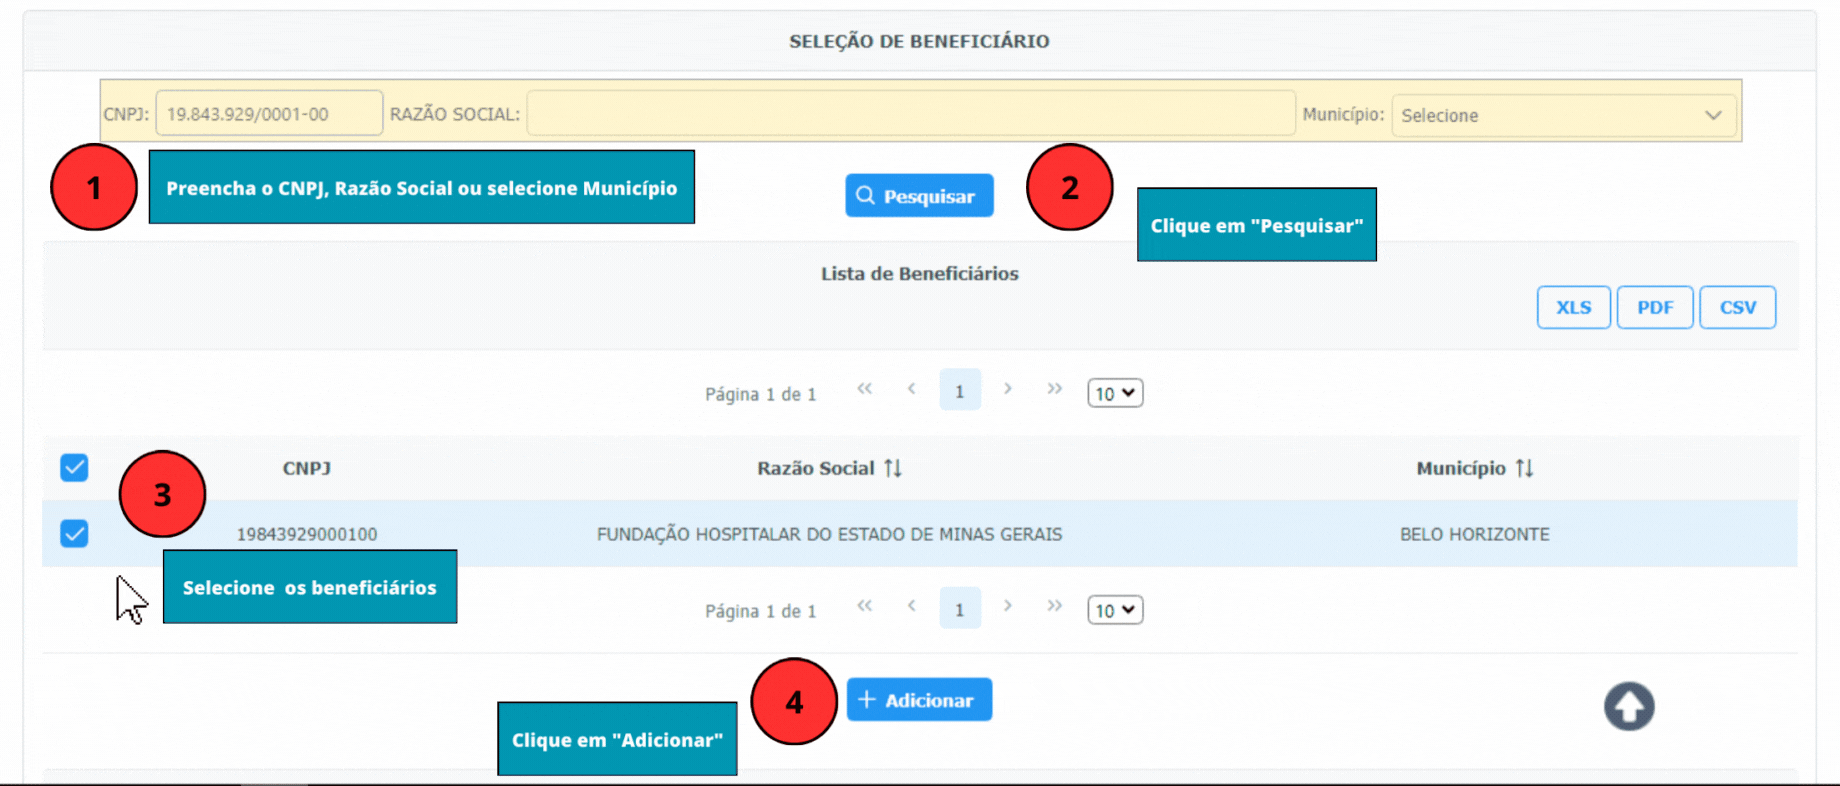 SELEÇÃO DE BENEFICIÁRIO
CNPJ: 19.843.929/0001-00 RAZÃO SOCIAL: Município: Selecione
1 Preencha o CNPJ, Razão Social ou selecione Município
Pesquisar
2 Clique em "Pesquisar"
Lista de Beneficiários
XLS PDF CSV
Página 1 de 1 « ‹ 1 › » 10
CNPJ Razão Social Município
3
19843929000100 FUNDAÇÃO HOSPITALAR DO ESTADO DE MINAS GERAIS BELO HORIZONTE
Selecione os beneficiários
Página 1 de 1 « ‹ 1 › » 10
4 + Adicionar
Clique em "Adicionar"